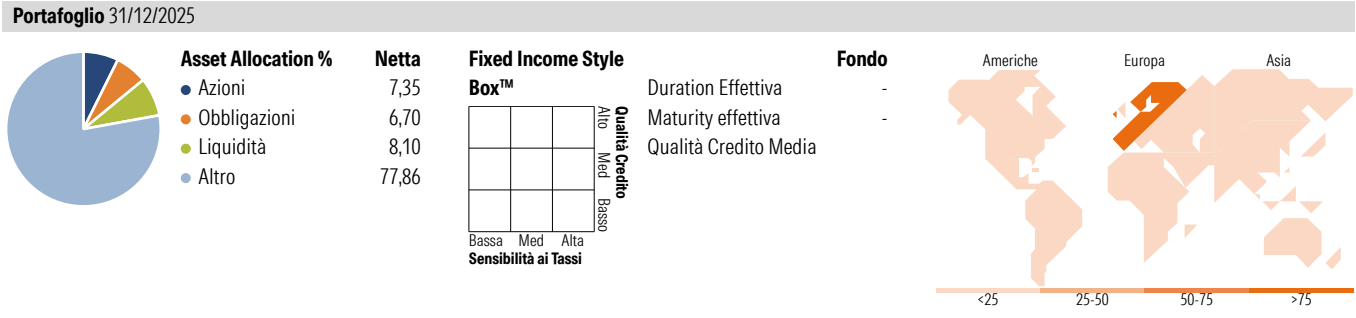 Portafoglio 31/12/2025
Asset Allocation % Netta
Azioni 7,35
Obbligazioni 6,70
Liquidità 8,10
Altro 77,86
Fixed Income Style
Box™
Alto Med Basso
Qualità Credito
Bassa Med Alta
Sensibilità ai Tassi
Fondo
Duration Effettiva -
Maturity effettiva -
Qualità Credito Media
Americhe Europa Asia
<25 25-50 50-75 >75